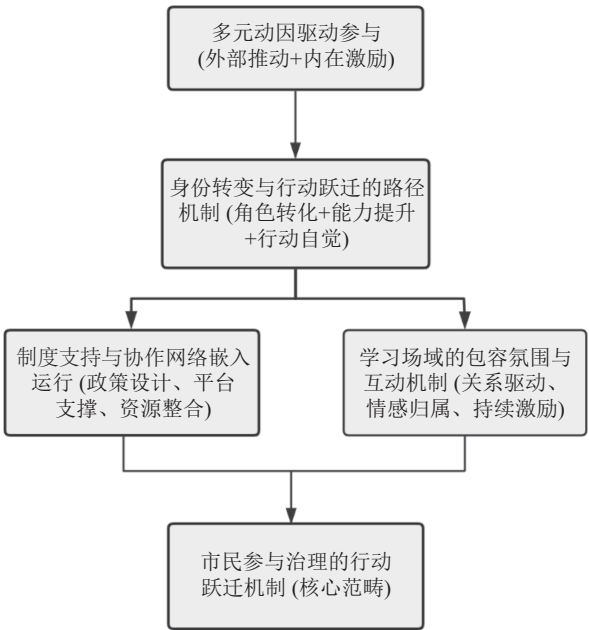 多元动因驱动参与
(外部推动+内在激励)
身份转变与行动跃迁的路径
机制 (角色转化+能力提升
+行动自觉)
制度支持与协作网络嵌入
运行 (政策设计、平台
支撑、资源整合)
学习场域的包容氛围与
互动机制 (关系驱动、
情感归属、持续激励)
市民参与治理的行动
跃迁机制 (核心范畴)